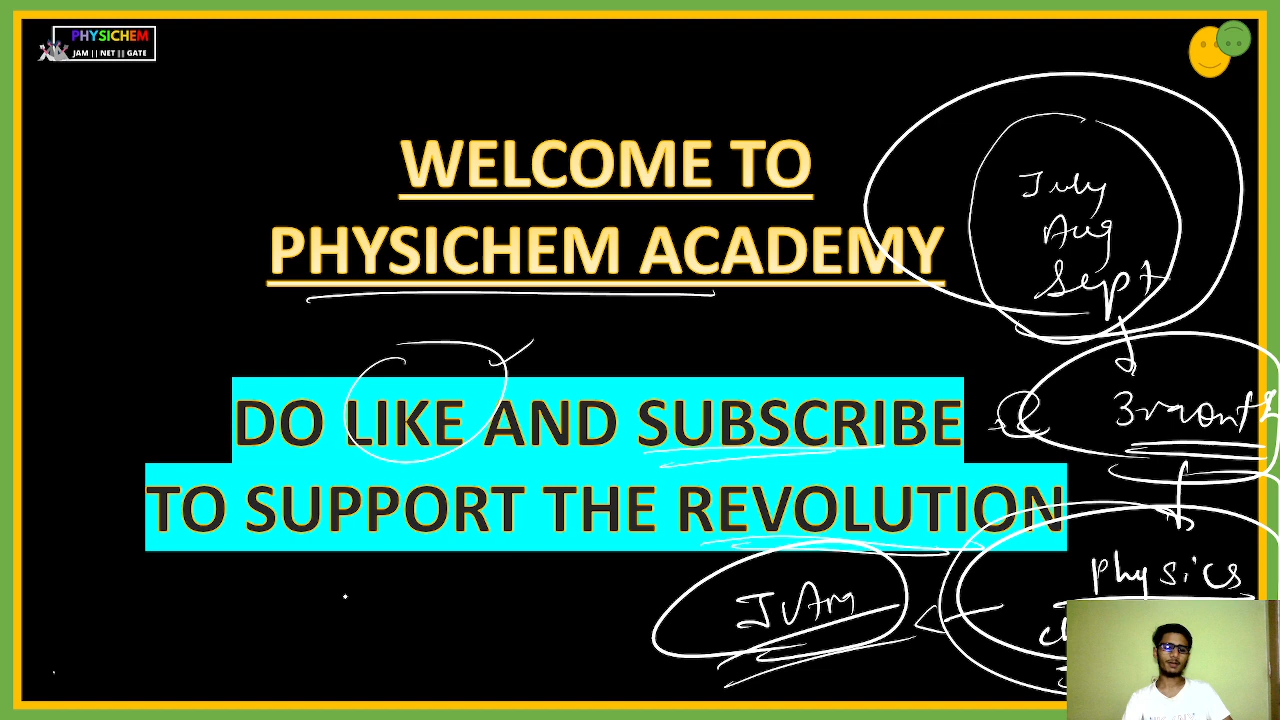 PHYSICHEM
JAM || NET || GATE
WELCOME TO
PHYSICHEM ACADEMY
DO LIKE AND SUBSCRIBE
TO SUPPORT THE REVOLUTION
July
Aug
Sept
3 months
physics
JAM